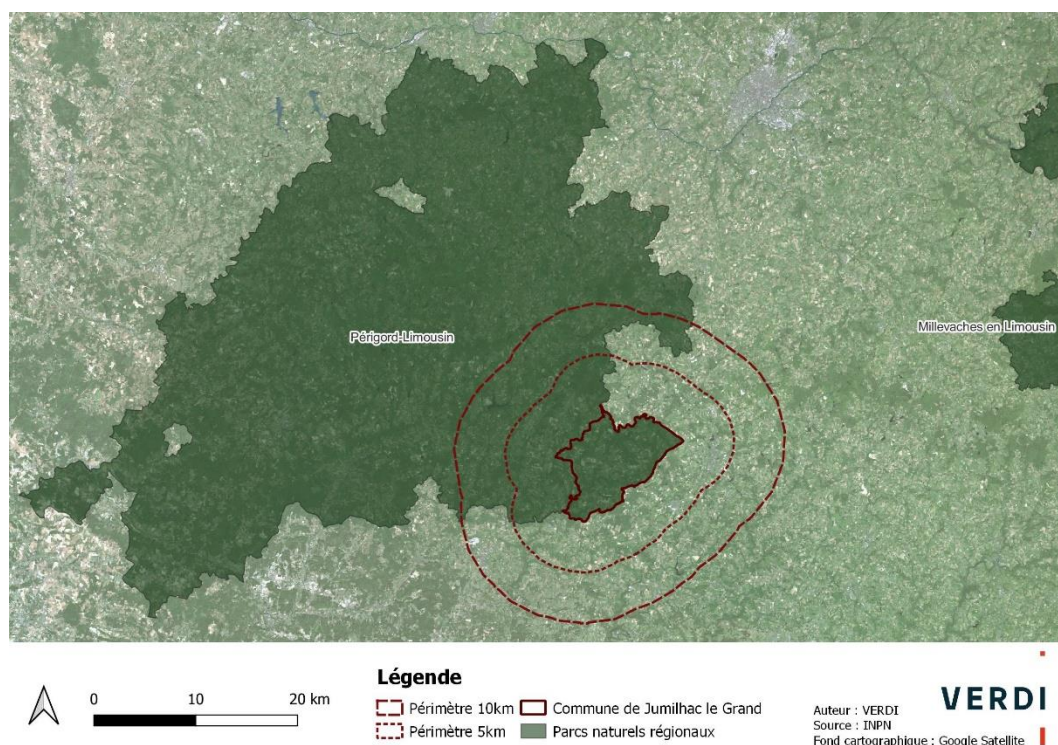 Périgord-Limousin
Millevaches en Limousin
0 10 20 km
Légende
Périmètre 10km
Commune de Jumilhac le Grand
Périmètre 5km
Parcs naturels régionaux
VERDI
Auteur : VERDI
Source : INPN
Fond cartographique : Google Satellite